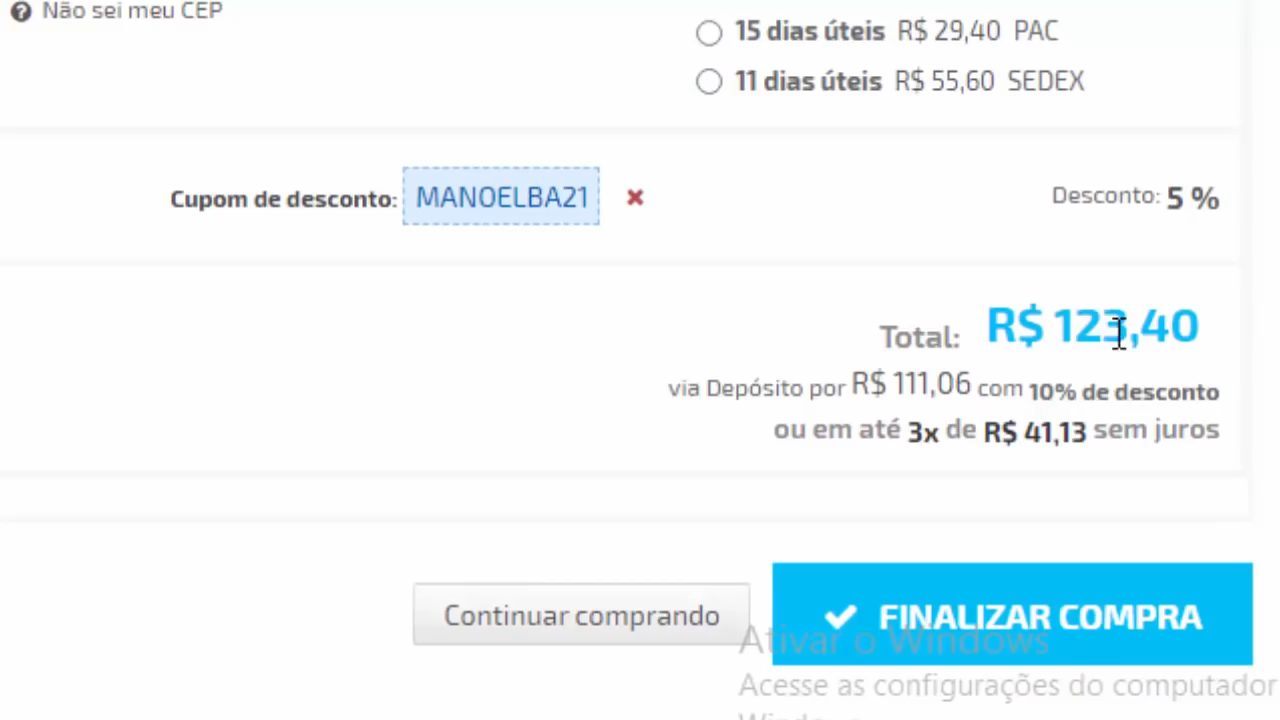 Não sei meu CEP
15 dias úteis R$ 29,40 PAC
11 dias úteis R$ 55,60 SEDEX
Cupom de desconto: MANOELBA21 Desconto: 5 %
Total: R$ 123,40
via Depósito por R$ 111,06 com 10% de desconto
ou em até 3x de R$ 41,13 sem juros
Continuar comprando FINALIZAR COMPRA
Ativar o Windows
Acesse as configurações do computador